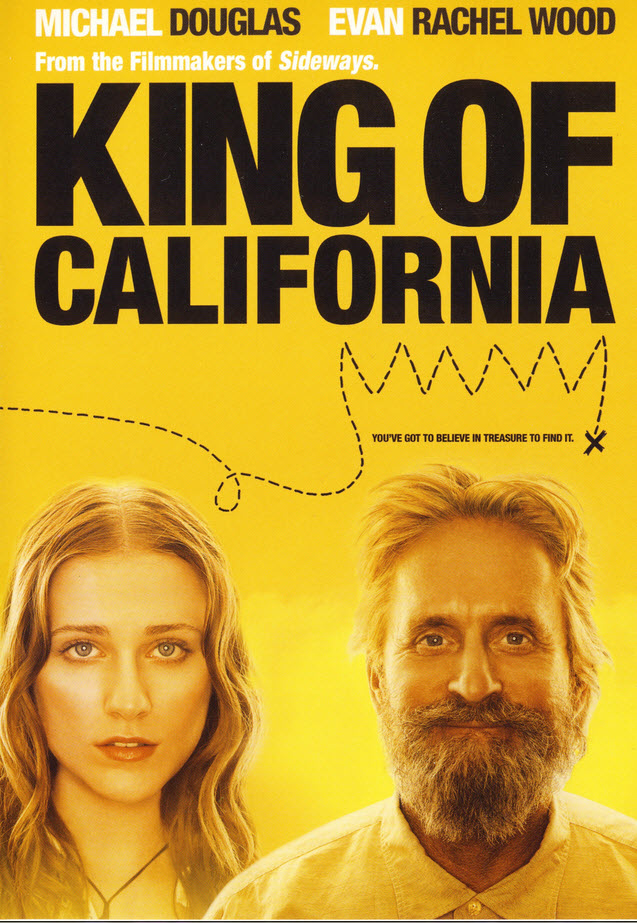 MICHAEL DOUGLAS EVAN RACHEL WOOD
From the Filmmakers of Sideways.
KING OF
CALIFORNIA
YOU'VE GOT TO BELIEVE IN TREASURE TO FIND IT.